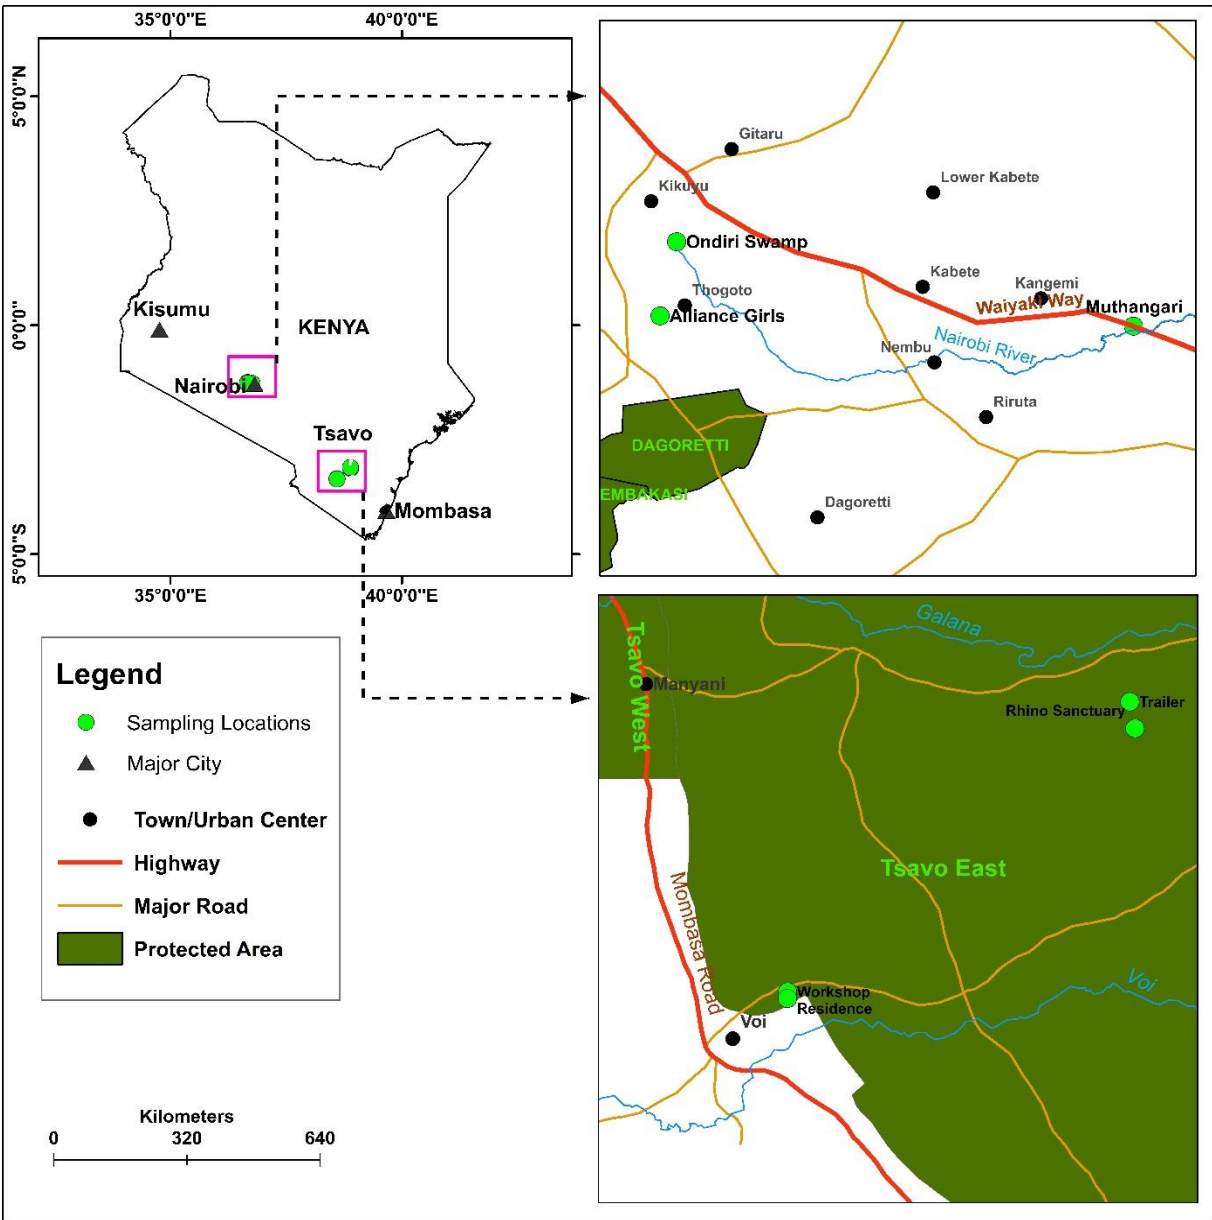 35°0'0"E
40°0'0"E
5°0'0"N
0°0'0"
5°0'0"S
KENYA
Kisumu
Nairobi
Tsavo
Mombasa
35°0'0"E
40°0'0"E
Gitaru
Lower Kabete
Kikuyu
Ondiri Swamp
Kabete
Kangemi
Thogoto
Waiyaki Way
Muthangari
Alliance Girls
Nairobi River
Nembu
Riruta
DAGORETTI
EMBAKASI
Dagoretti
Legend
Sampling Locations
Major City
Town/Urban Center
Highway
Major Road
Protected Area
Kilometers
0 320 640
Galana
Tsavo West
Manyani
Trailer
Rhino Sanctuary
Tsavo East
Mombasa Road
Voi
Workshop
Residence
Voi